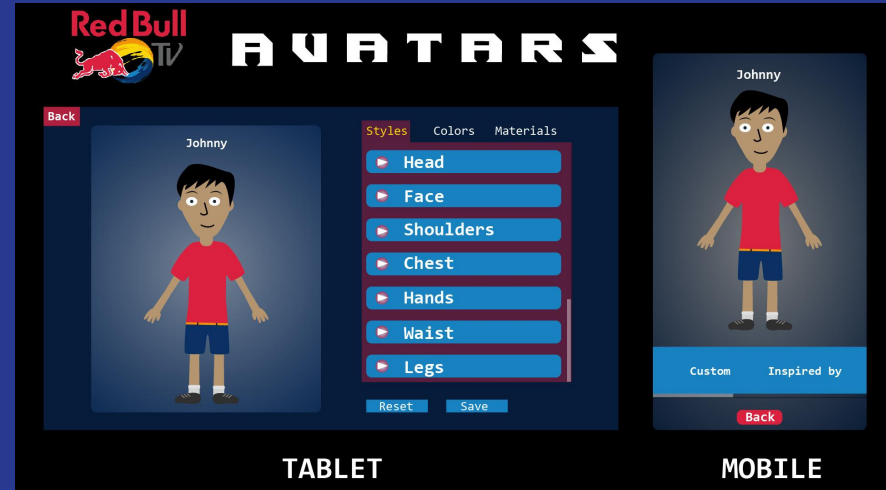 Red Bull
TV
AVATARS
Back
Johnny
Styles Colors Materials
Head
Face
Shoulders
Chest
Hands
Waist
Legs
Reset Save
TABLET
Johnny
Custom Inspired by
Back
MOBILE